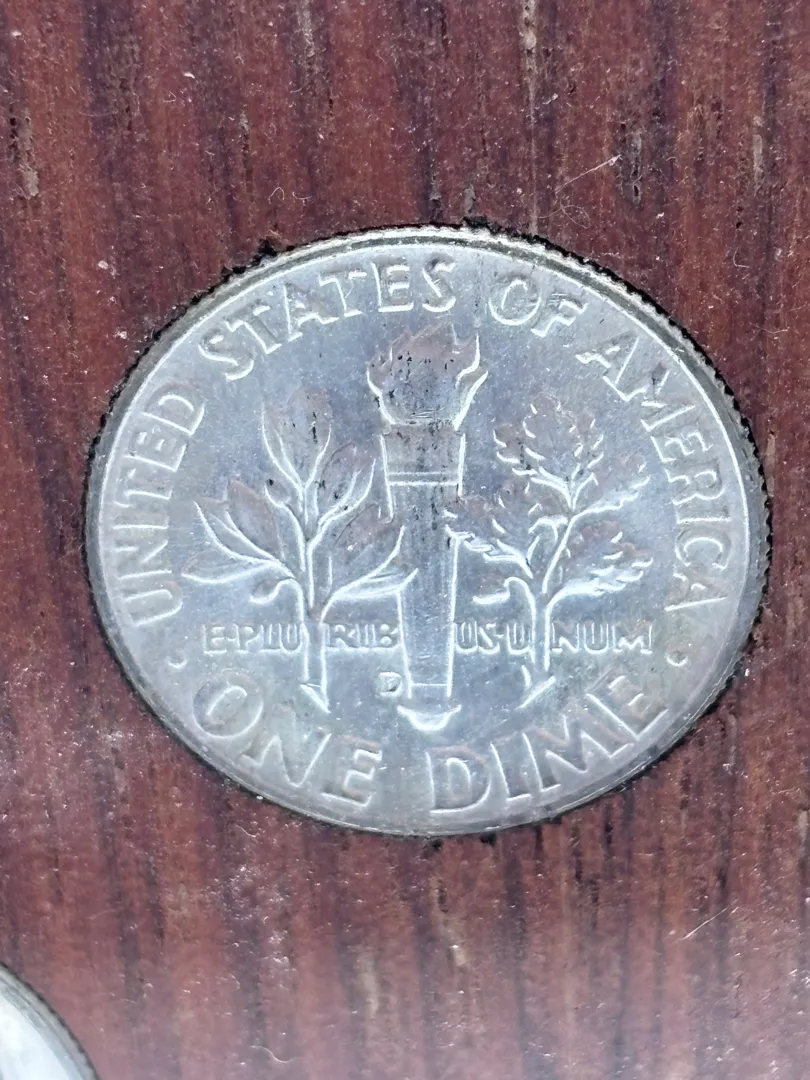 UNITED STATES OF AMERICA
E·PLURIBUS·UNUM
D
· ONE DIME ·